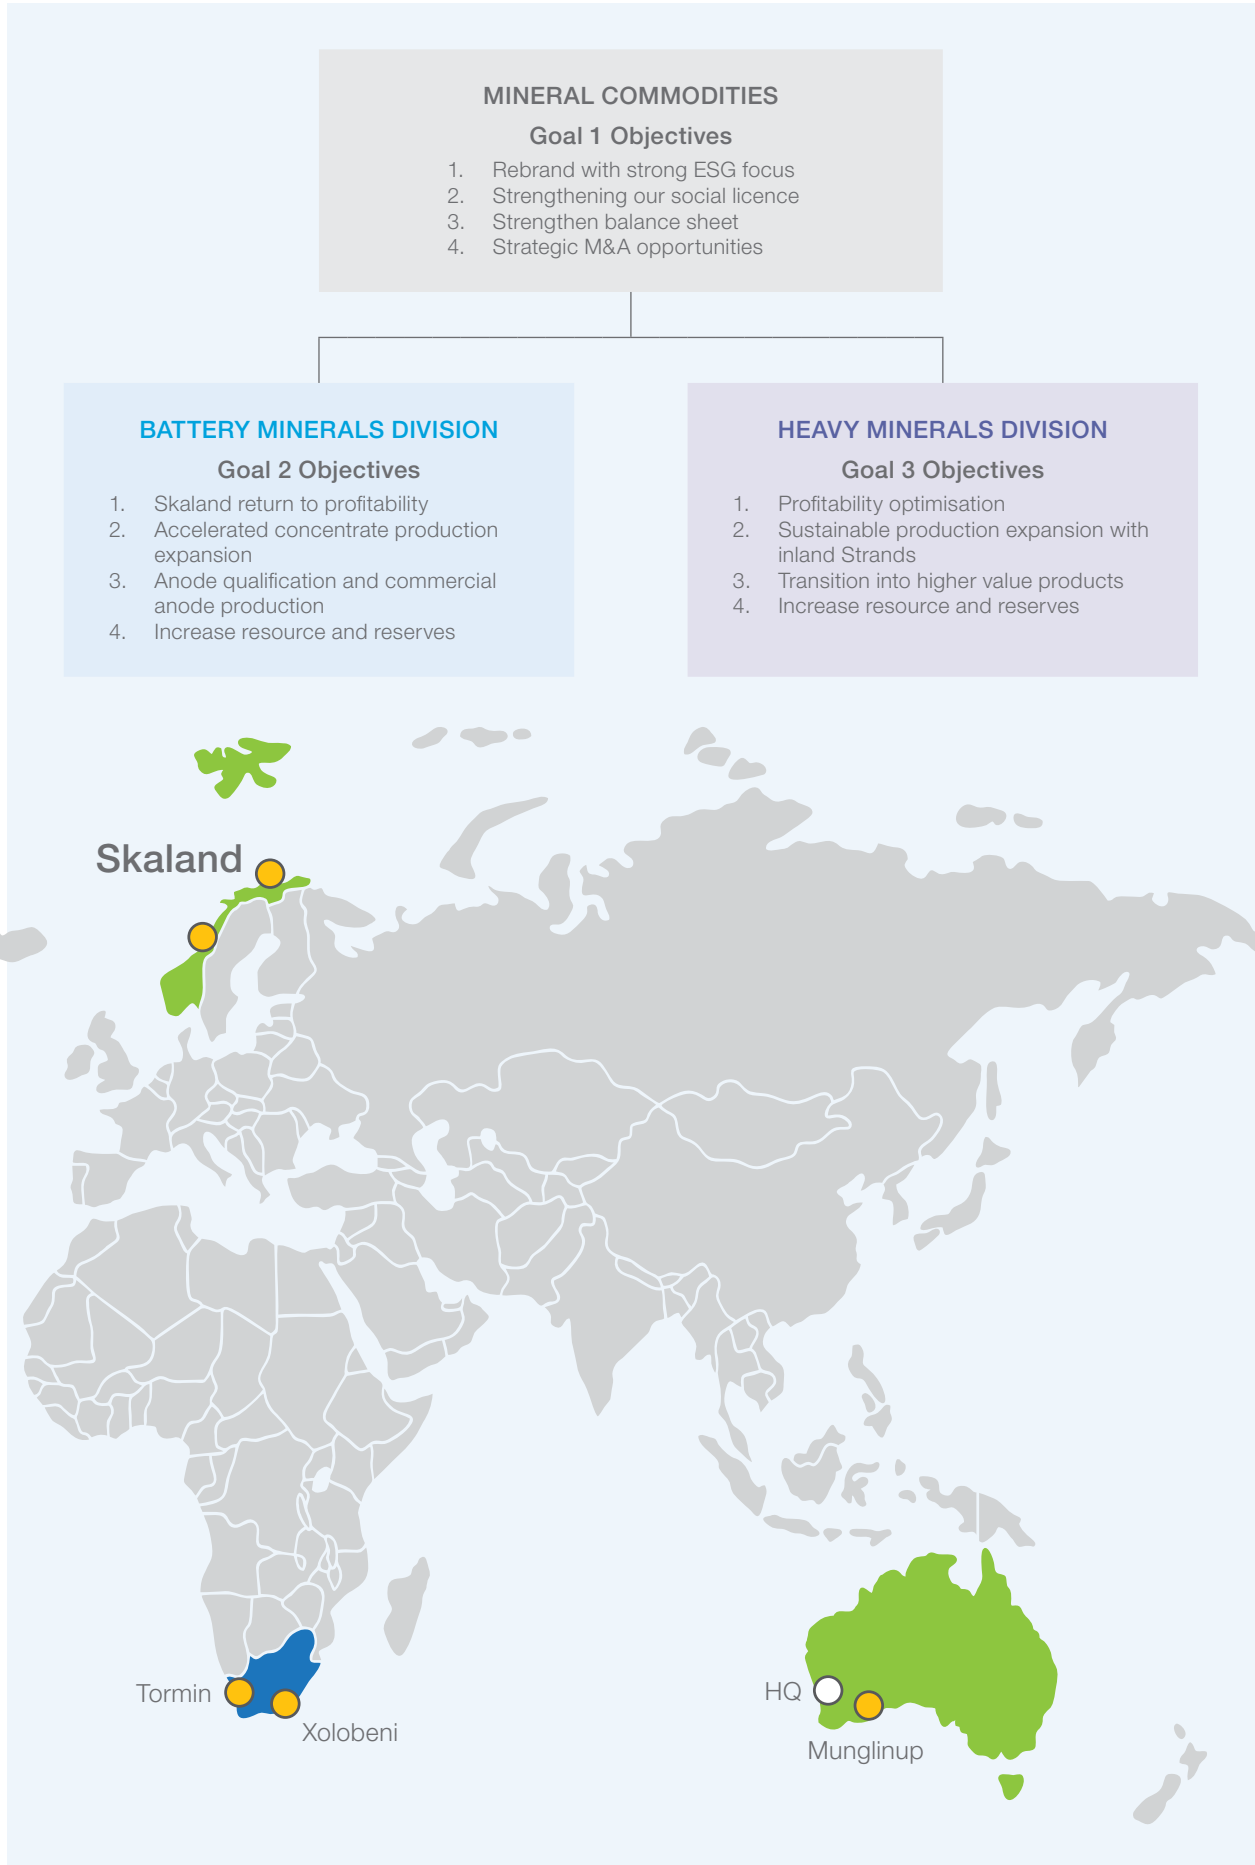 MINERAL COMMODITIES
Goal 1 Objectives
1. Rebrand with strong ESG focus
2. Strengthening our social licence
3. Strengthen balance sheet
4. Strategic M&A opportunities
BATTERY MINERALS DIVISION
Goal 2 Objectives
1. Skaland return to profitability
2. Accelerated concentrate production
expansion
3. Anode qualification and commercial
anode production
4. Increase resource and reserves
HEAVY MINERALS DIVISION
Goal 3 Objectives
1. Profitability optimisation
2. Sustainable production expansion with
inland Strands
3. Transition into higher value products
4. Increase resource and reserves
Skaland
Tormin
Xolobeni
HQ
Munglinup